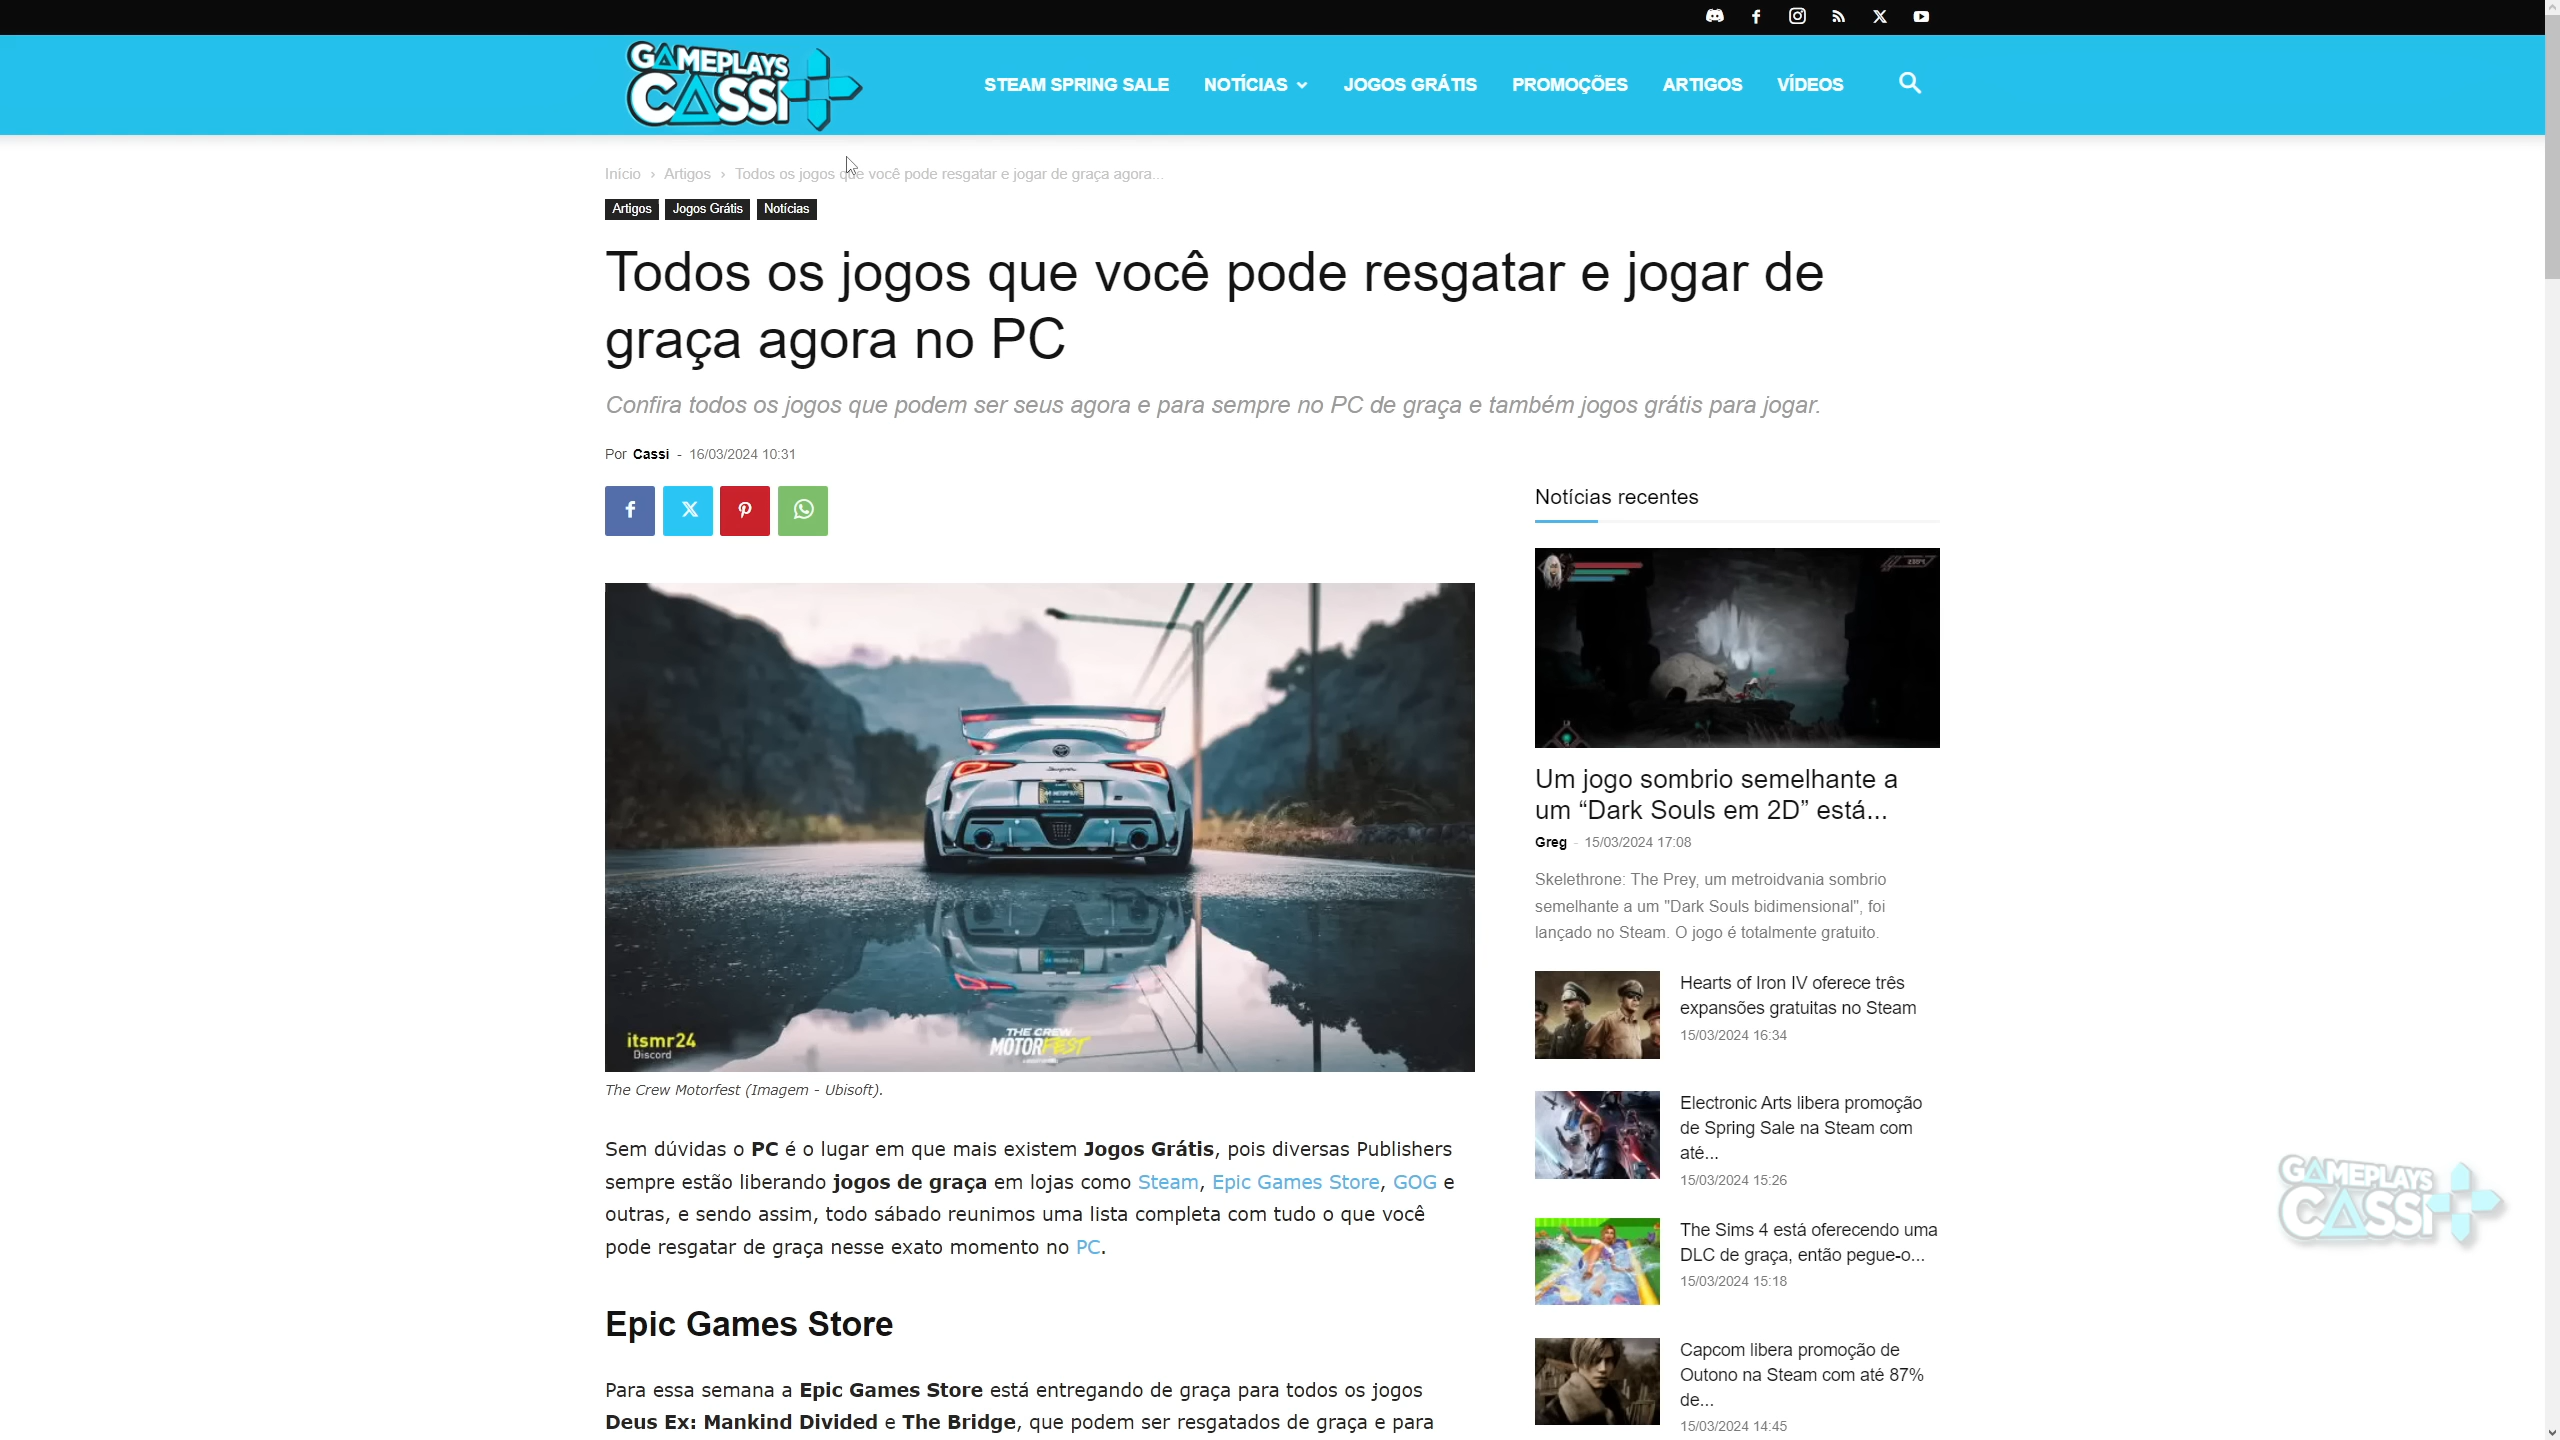 GAMEPLAYS
CASSI
STEAM SPRING SALE NOTÍCIAS JOGOS GRÁTIS PROMOÇÕES ARTIGOS VÍDEOS
Início › Artigos › Todos os jogos que você pode resgatar e jogar de graça agora...
Artigos Jogos Grátis Notícias
Todos os jogos que você pode resgatar e jogar de
graça agora no PC
Confira todos os jogos que podem ser seus agora e para sempre no PC de graça e também jogos grátis para jogar.
Por Cassi - 16/03/2024 10:31
itsmr24
Discord
THE CREW
MOTORFEST
The Crew Motorfest (Imagem - Ubisoft).
Sem dúvidas o PC é o lugar em que mais existem Jogos Grátis, pois diversas Publishers
sempre estão liberando jogos de graça em lojas como Steam, Epic Games Store, GOG e
outras, e sendo assim, todo sábado reunimos uma lista completa com tudo o que você
pode resgatar de graça nesse exato momento no PC.
Epic Games Store
Para essa semana a Epic Games Store está entregando de graça para todos os jogos
Deus Ex: Mankind Divided e The Bridge, que podem ser resgatados de graça e para
Notícias recentes
Um jogo sombrio semelhante a
um “Dark Souls em 2D” está...
Greg - 15/03/2024 17:08
Skelethrone: The Prey, um metroidvania sombrio
semelhante a um "Dark Souls bidimensional", foi
lançado no Steam. O jogo é totalmente gratuito.
Hearts of Iron IV oferece três
expansões gratuitas no Steam
15/03/2024 16:34
Electronic Arts libera promoção
de Spring Sale na Steam com
até...
15/03/2024 15:26
The Sims 4 está oferecendo uma
DLC de graça, então pegue-o...
15/03/2024 15:18
Capcom libera promoção de
Outono na Steam com até 87%
de...
15/03/2024 14:45
GAMEPLAYS
CASSI